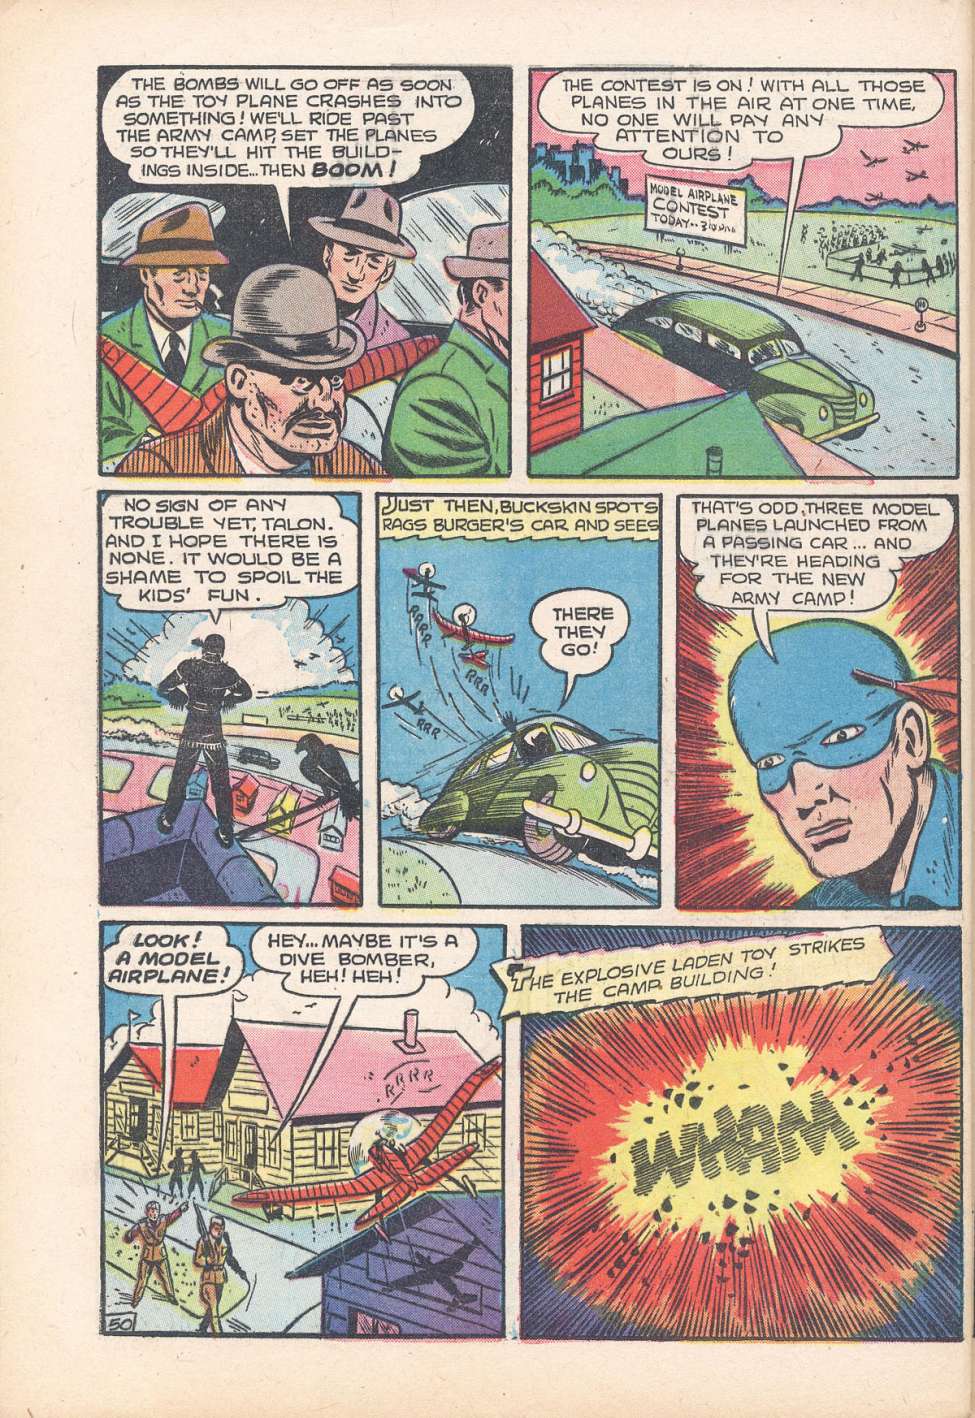 THE BOMBS WILL GO OFF AS SOON
AS THE TOY PLANE CRASHES INTO
SOMETHING! WE'LL RIDE PAST
THE ARMY CAMP, SET THE PLANES
SO THEY'LL HIT THE BUILD-
INGS INSIDE...THEN BOOM!
THE CONTEST IS ON! WITH ALL THOSE
PLANES IN THE AIR AT ONE TIME,
NO ONE WILL PAY ANY
ATTENTION TO
OURS!
MODEL AIRPLANE
CONTEST
TODAY..
NO SIGN OF ANY
TROUBLE YET, TALON.
AND I HOPE THERE IS
NONE. IT WOULD BE A
SHAME TO SPOIL THE
KIDS' FUN.
JUST THEN, BUCKSKIN SPOTS
RAGS BURGER'S CAR AND SEES
RRRR
RRR
RRR
THERE
THEY
GO!
THAT'S ODD, THREE MODEL
PLANES LAUNCHED FROM
A PASSING CAR... AND
THEY'RE HEADING
FOR THE NEW
ARMY CAMP!
LOOK!
A MODEL
AIRPLANE!
HEY...MAYBE IT'S A
DIVE BOMBER,
HEH! HEH!
RRRR
50
THE EXPLOSIVE LADEN TOY STRIKES
THE CAMP BUILDING!
WHAM